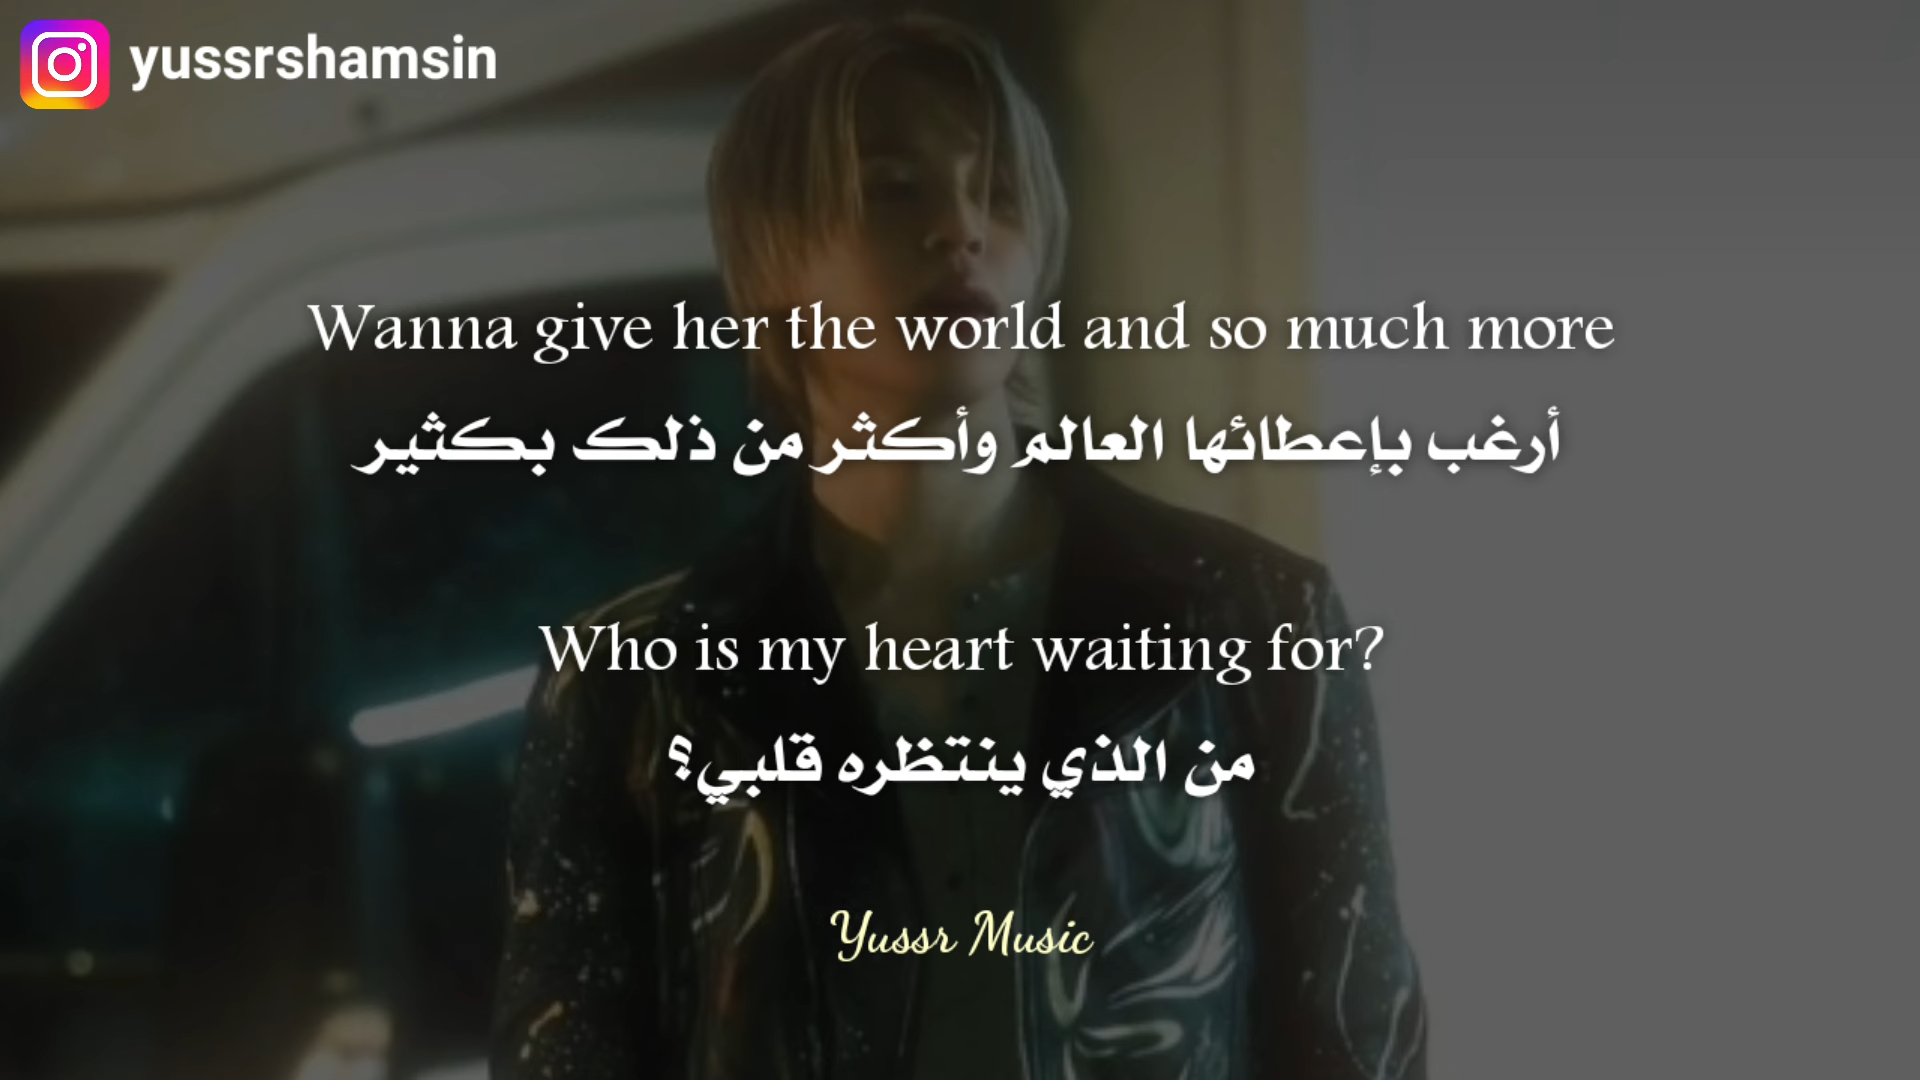 yussrshamsin
Wanna give her the world and so much more
أرغب بإعطائها العالم وأكثر من ذلك بكثير
Who is my heart waiting for?
من الذي ينتظره قلبي؟
Yussr Music